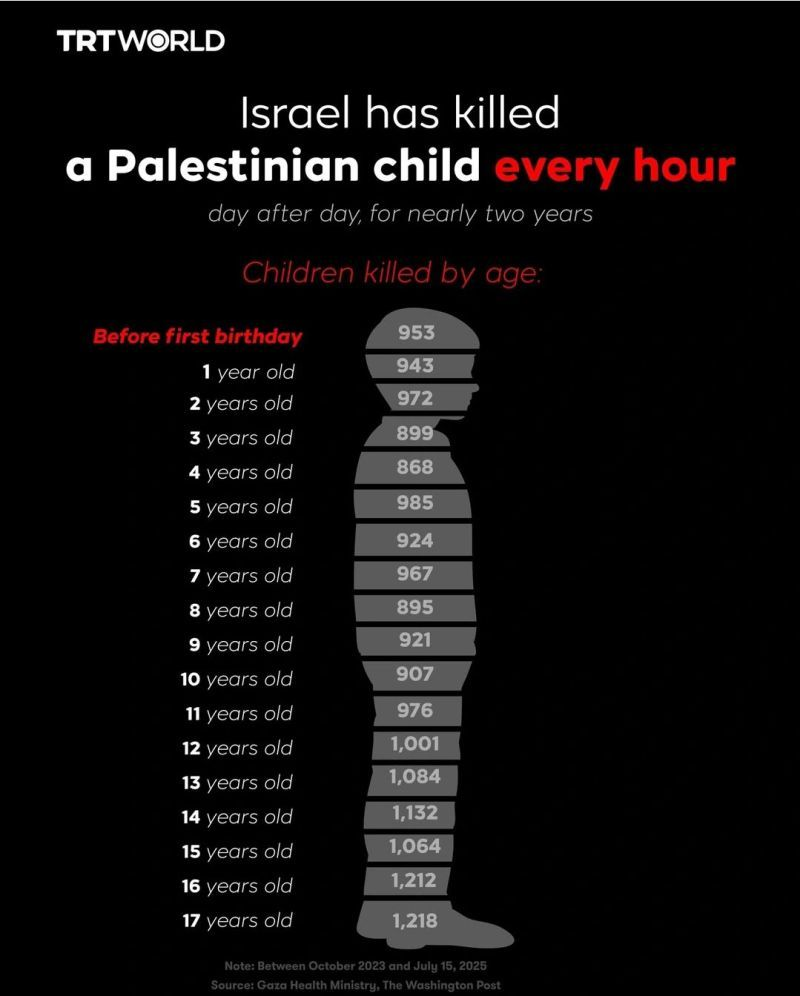 TRT WORLD
Israel has killed
a Palestinian child every hour
day after day, for nearly two years
Children killed by age:
Before first birthday 953
1 year old 943
2 years old 972
3 years old 899
4 years old 868
5 years old 985
6 years old 924
7 years old 967
8 years old 895
9 years old 921
10 years old 907
11 years old 976
12 years old 1,001
13 years old 1,084
14 years old 1,132
15 years old 1,064
16 years old 1,212
17 years old 1,218
Note: Between October 2023 and July 15, 2025
Source: Gaza Health Ministry, The Washington Post